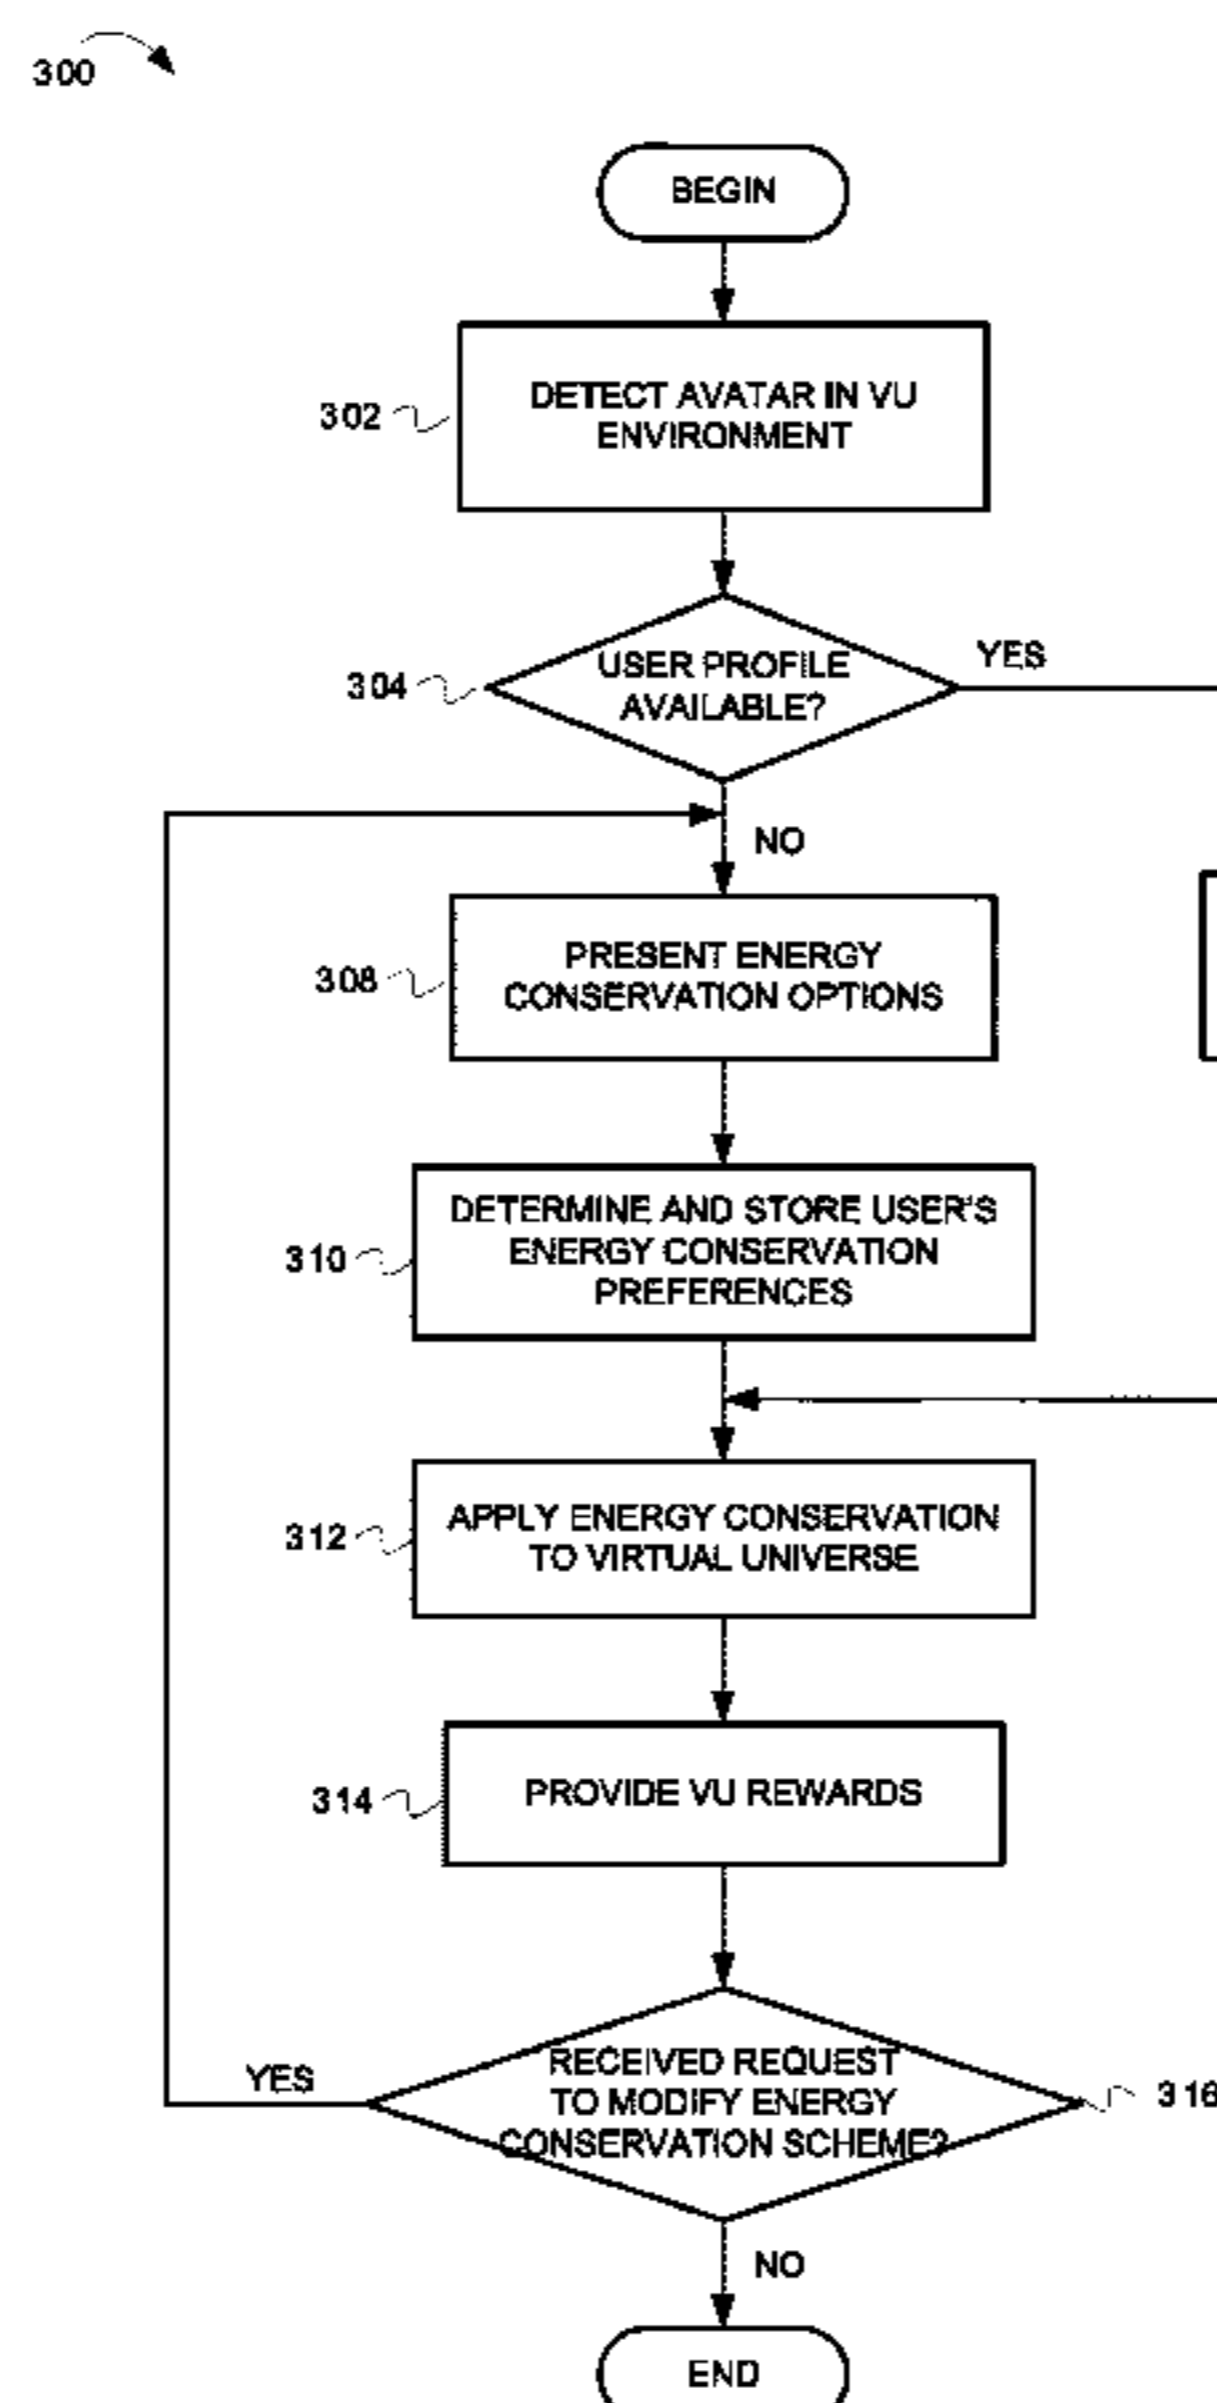 300
BEGIN
302
DETECT AVATAR IN VU
ENVIRONMENT
304
USER PROFILE
AVAILABLE?
YES
NO
308
PRESENT ENERGY
CONSERVATION OPTIONS
310
DETERMINE AND STORE USER'S
ENERGY CONSERVATION
PREFERENCES
312
APPLY ENERGY CONSERVATION
TO VIRTUAL UNIVERSE
314
PROVIDE VU REWARDS
YES
RECEIVED REQUEST
TO MODIFY ENERGY
CONSERVATION SCHEME?
316
NO
END